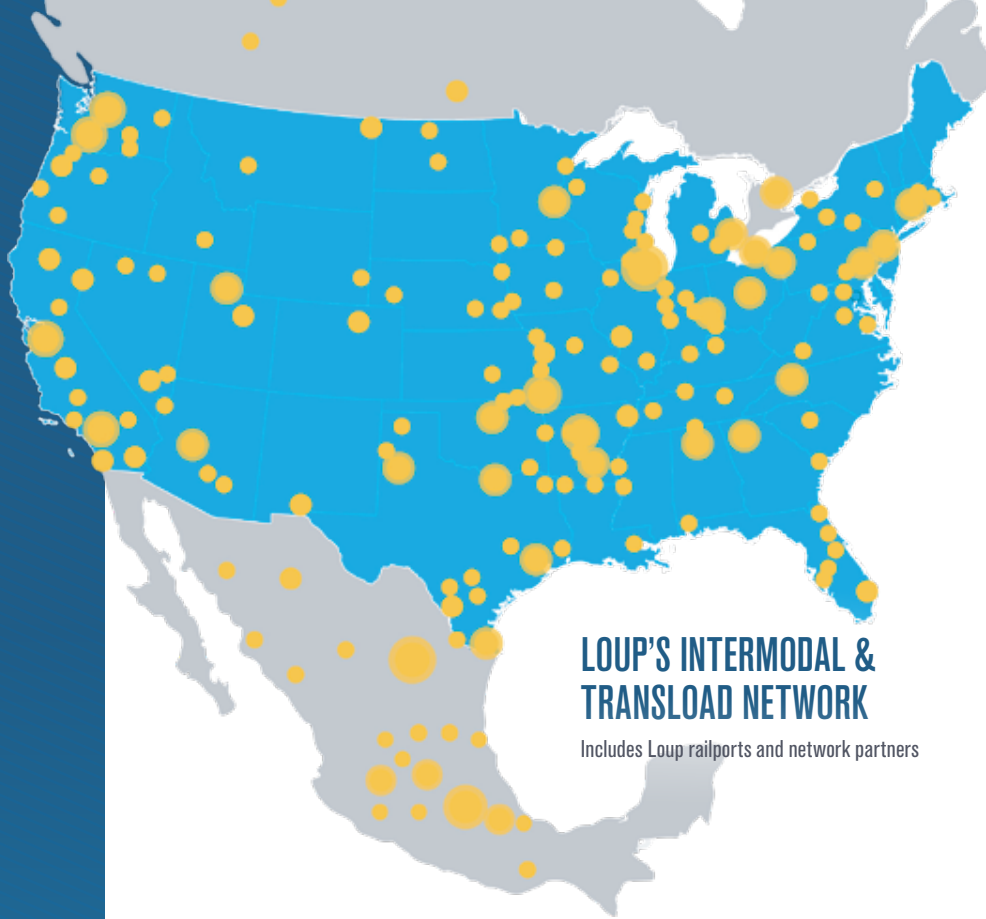 LOUP'S INTERMODAL &
TRANSLOAD NETWORK
Includes Loup railports and network partners